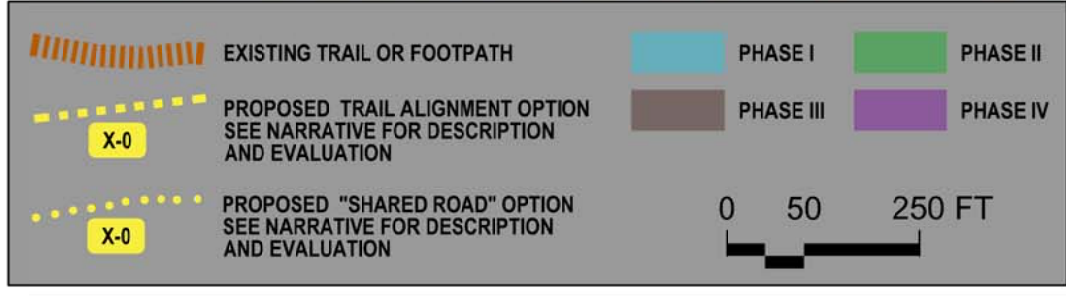 EXISTING TRAIL OR FOOTPATH
X-0
PROPOSED TRAIL ALIGNMENT OPTION
SEE NARRATIVE FOR DESCRIPTION
AND EVALUATION
X-0
PROPOSED "SHARED ROAD" OPTION
SEE NARRATIVE FOR DESCRIPTION
AND EVALUATION
PHASE I
PHASE II
PHASE III
PHASE IV
0 50 250 FT